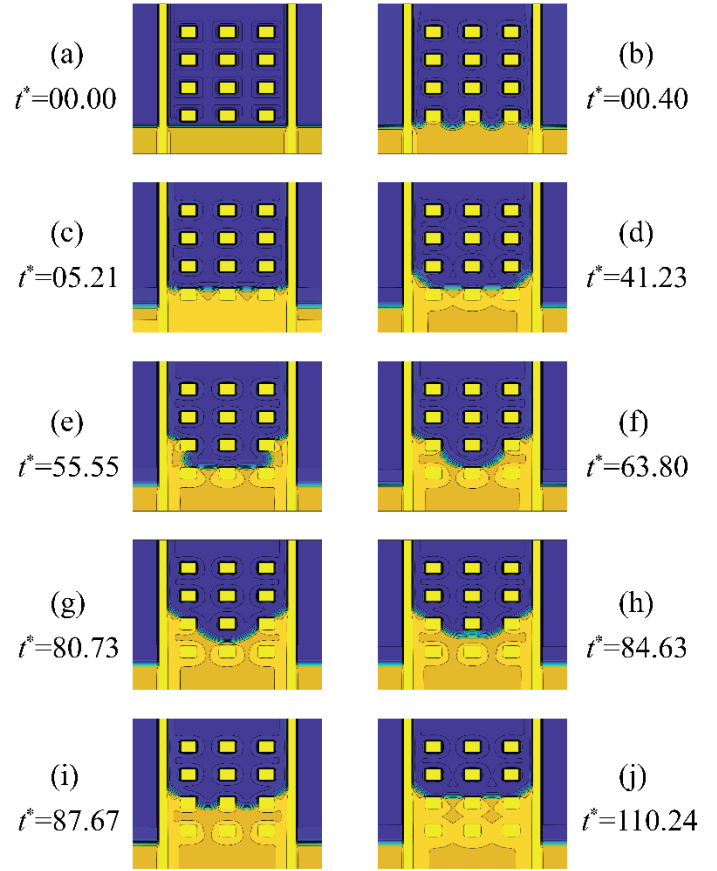 (a)
t*=00.00
(b)
t*=00.40
(c)
t*=05.21
(d)
t*=41.23
(e)
t*=55.55
(f)
t*=63.80
(g)
t*=80.73
(h)
t*=84.63
(i)
t*=87.67
(j)
t*=110.24